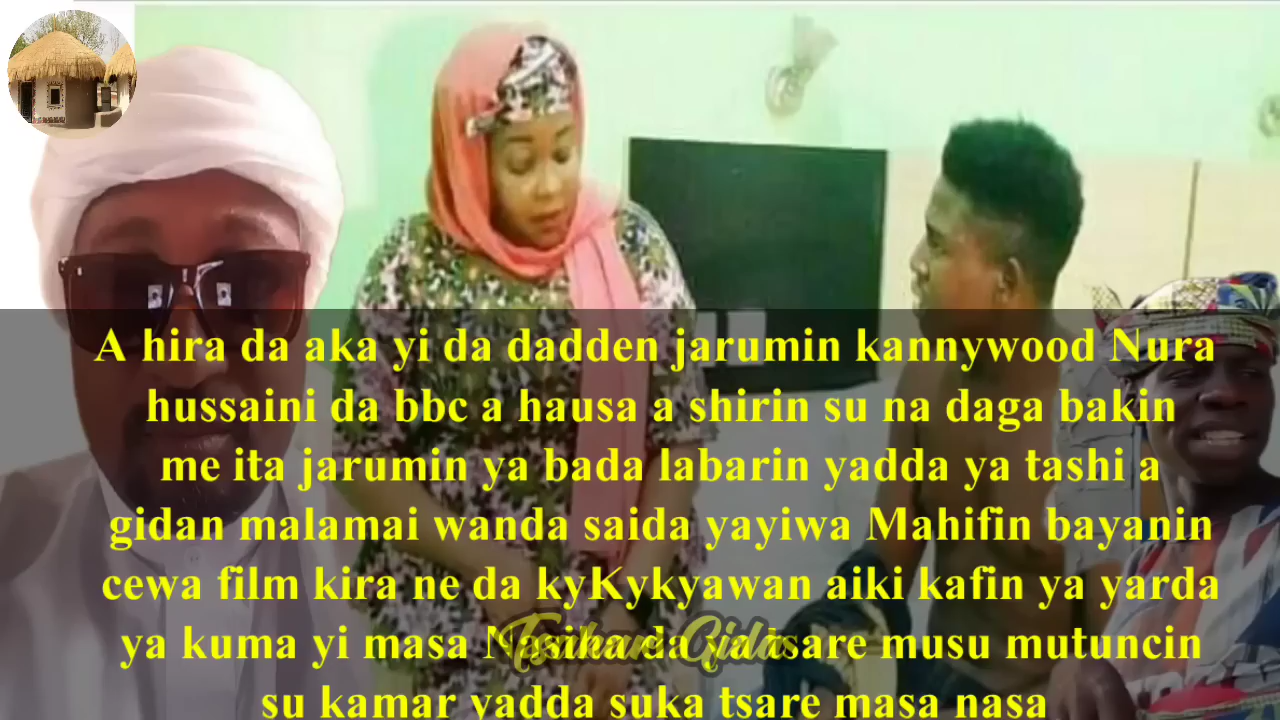 A hira da aka yi da dadden jarumin kannywood Nura
hussaini da bbc a hausa a shirin su na daga bakin
me ita jarumin ya bada labarin yadda ya tashi a
gidan malamai wanda saida yayiwa Mahifin bayanin
cewa film kira ne da kyKykyawan aiki kafin ya yarda
ya kuma yi masa Nasiha da ya tsare musu mutuncin
su kamar yadda suka tsare masa nasa
Tsakar Gida